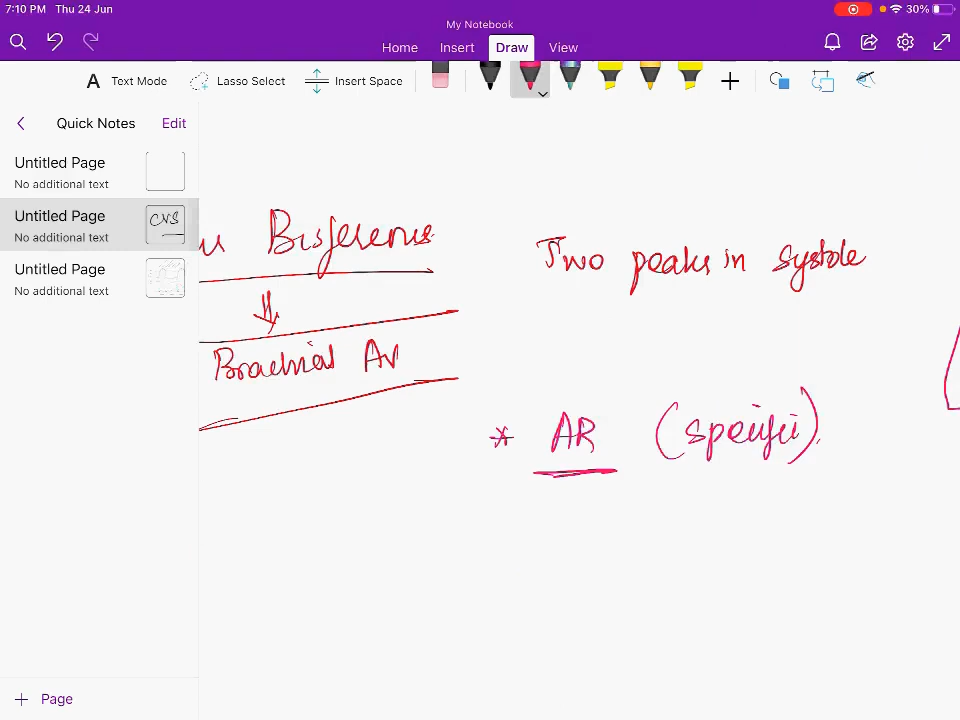 7:10 PM Thu 24 Jun
30%
My Notebook
Home Insert Draw View
Text Mode Lasso Select Insert Space
Quick Notes Edit
Untitled Page
No additional text
Untitled Page
No additional text
CNS
Untitled Page
No additional text
Bisferens
Two peaks in systole
Brachial Ar
* AR (specific)
+ Page